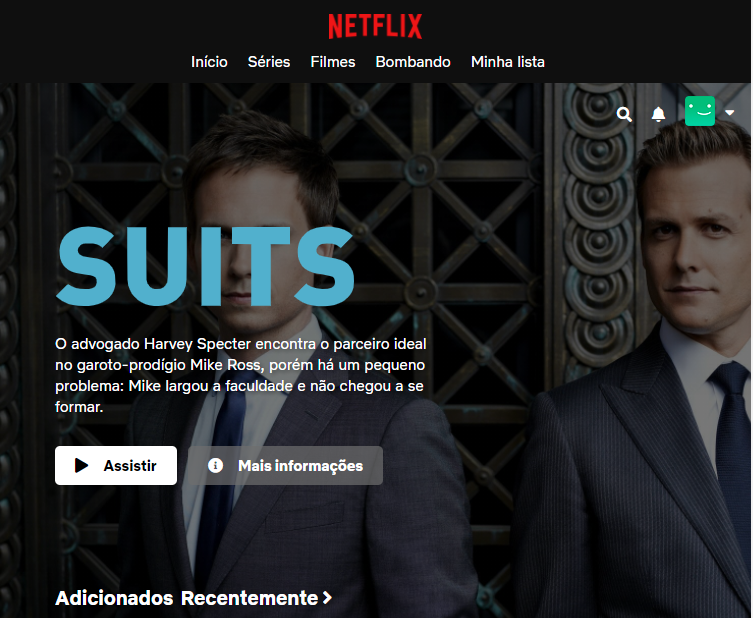 NETFLIX
Início Séries Filmes Bombando Minha lista
SUITS
O advogado Harvey Specter encontra o parceiro ideal
no garoto-prodígio Mike Ross, porém há um pequeno
problema: Mike largou a faculdade e não chegou a se
formar.
Assistir Mais informações
Adicionados Recentemente